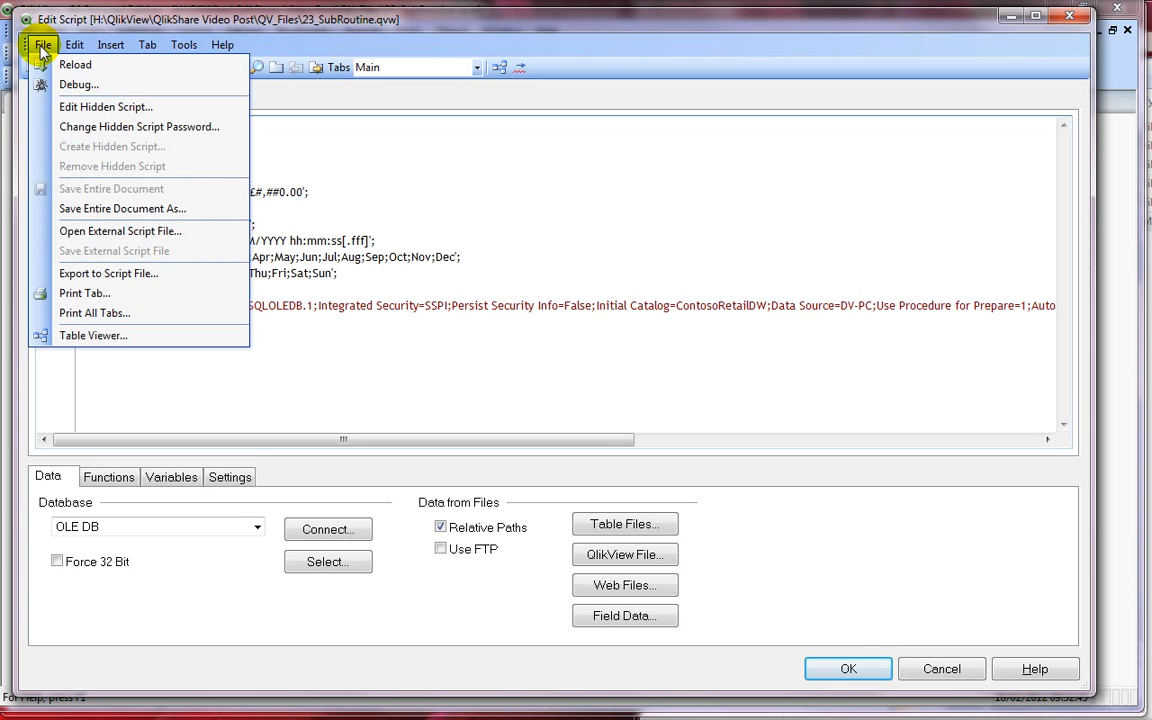 Edit Script [H:\QlikView\QlikShare Video Post\QV_Files\23_SubRoutine.qvw]
File Edit Insert Tab Tools Help
Tabs Main
Reload
Debug...
Edit Hidden Script...
Change Hidden Script Password...
Create Hidden Script...
Remove Hidden Script
Save Entire Document
£#,##0.00';
Save Entire Document As...
';
Open External Script File...
M/YYYY hh:mm:ss[.fff]';
Save External Script File
Apr;May;Jun;Jul;Aug;Sep;Oct;Nov;Dec';
Export to Script File...
Thu;Fri;Sat;Sun';
Print Tab...
SQLOLEDB.1;Integrated Security=SSPI;Persist Security Info=False;Initial Catalog=ContosoRetailDW;Data Source=DV-PC;Use Procedure for Prepare=1;Auto
Print All Tabs...
Table Viewer...
Data Functions Variables Settings
Database
Data from Files
OLE DB
Connect...
Relative Paths
Table Files...
Use FTP
QlikView File...
Force 32 Bit
Select...
Web Files...
Field Data...
OK Cancel Help
For Help, press F1